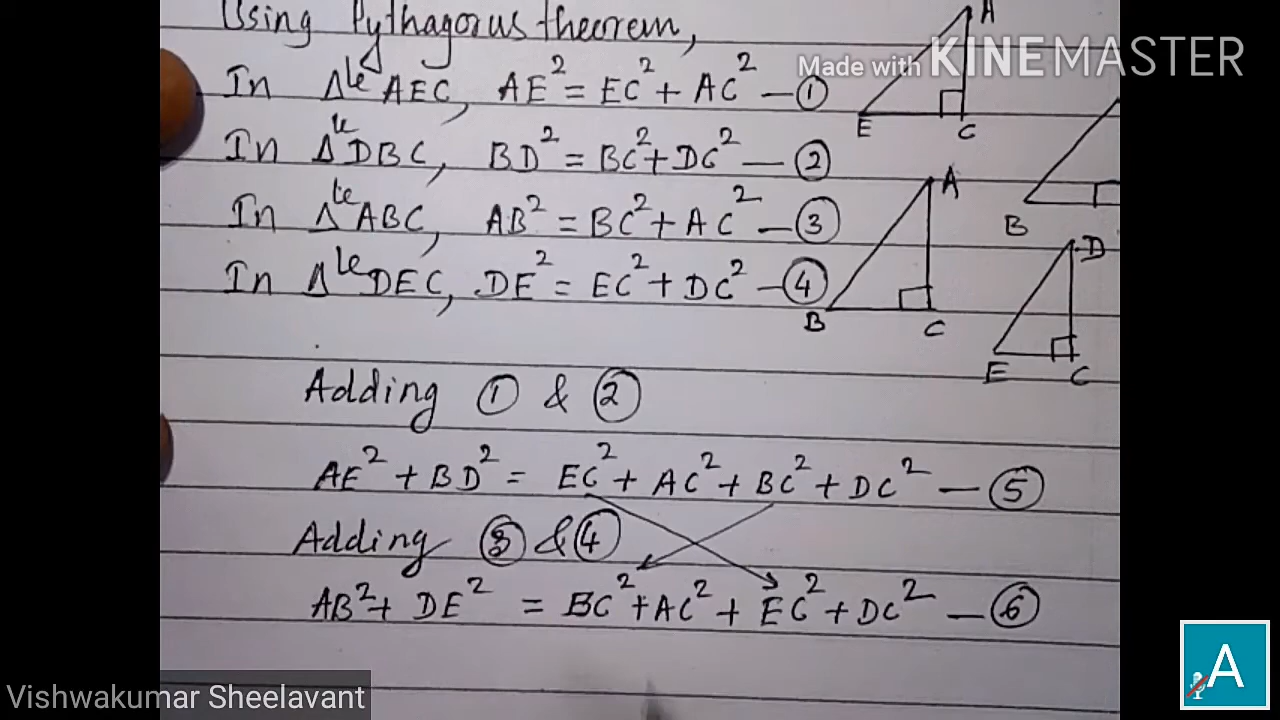 Using Pythagorus theorem,
Made with KINEMASTER
In Δle AEC, AE² = EC² + AC² — ①
In Δle DBC, BD² = BC² + DC² — ②
In Δle ABC, AB² = BC² + AC² — ③
In Δle DEC, DE² = EC² + DC² — ④
A
E C
B
A
B C
D
E C
Adding ① & ②
AE² + BD² = EC² + AC² + BC² + DC² — ⑤
Adding ③ & ④
AB² + DE² = BC² + AC² + EC² + DC² — ⑥
Vishwakumar Sheelavant
A